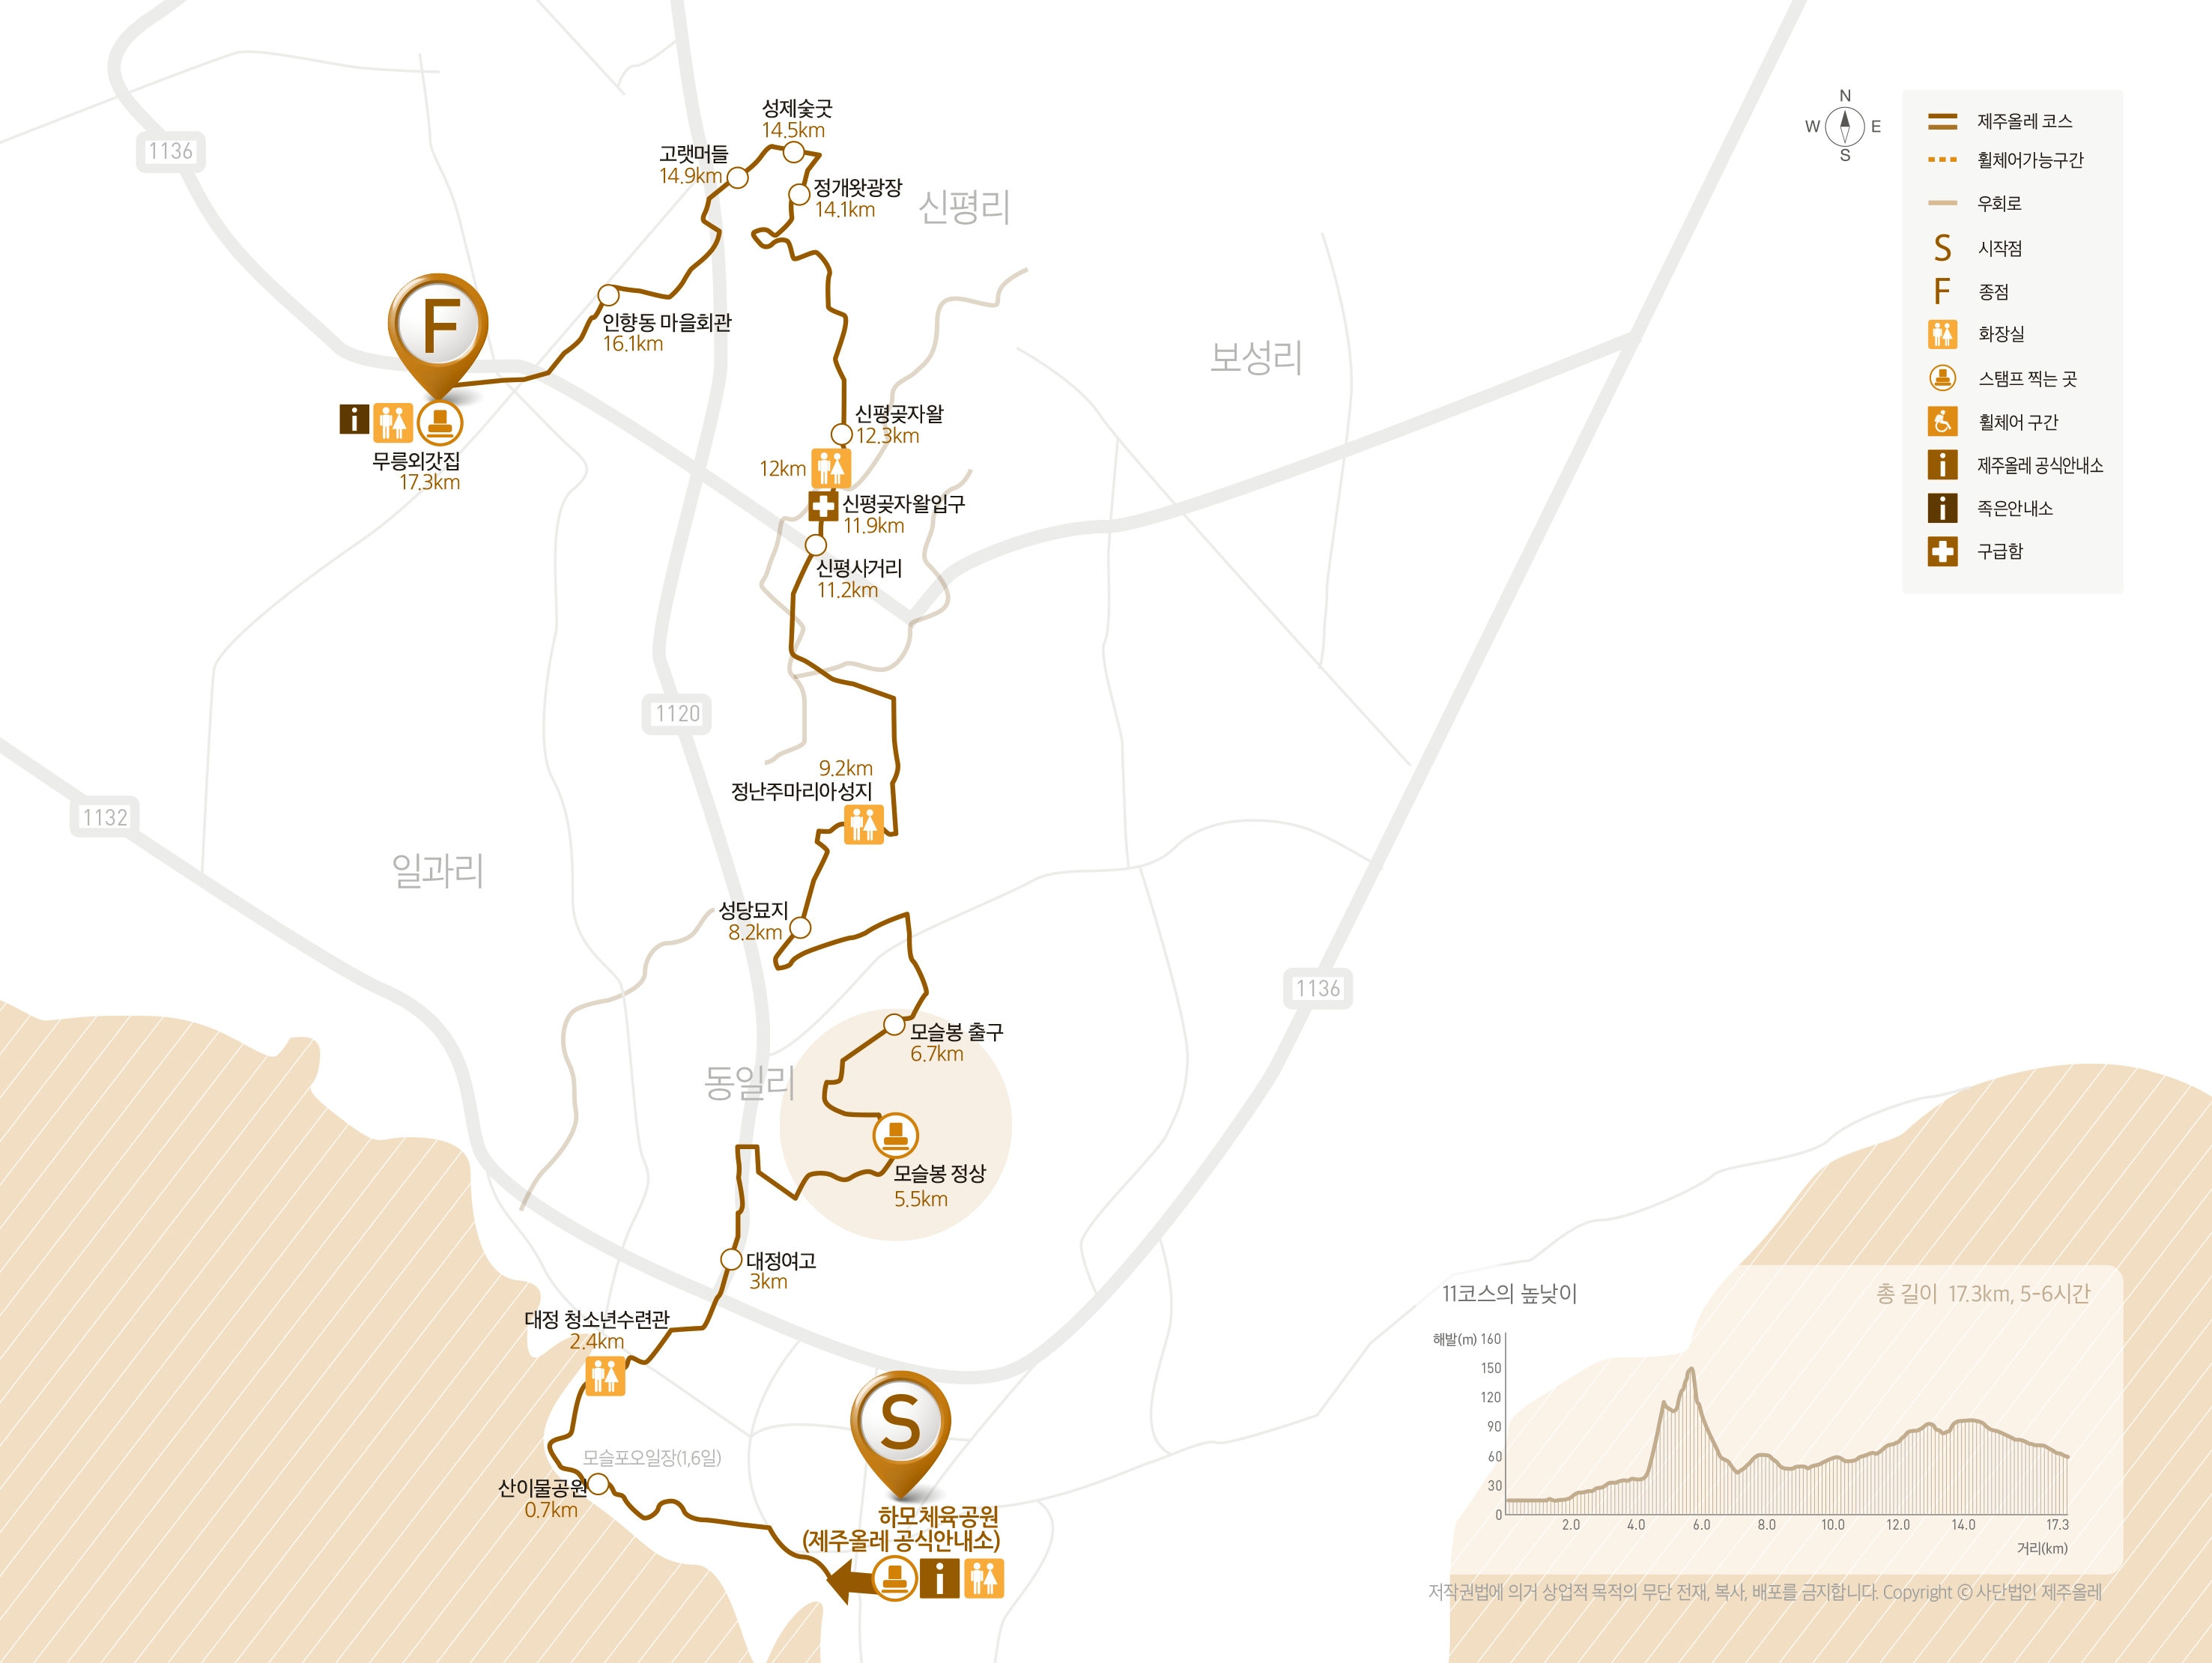 성제숯굿
14.5km
고랫머들
14.9km
정개왓광장
14.1km
신평리
1136
F
인향동 마을회관
16.1km
보성리
무릉외갓집
17.3km
신평곶자왈
12.3km
12km
신평곶자왈입구
11.9km
신평사거리
11.2km
1120
9.2km
정난주마리아성지
1132
일과리
성당묘지
8.2km
1136
모슬봉 출구
6.7km
동일리
모슬봉 정상
5.5km
대정여고
3km
대정 청소년수련관
2.4km
S
모슬포오일장(1,6일)
산이물공원
0.7km
하모체육공원
(제주올레 공식안내소)
N
W E
S
제주올레 코스
휠체어가능구간
우회로
S 시작점
F 종점
화장실
스탬프 찍는 곳
휠체어 구간
제주올레 공식안내소
족은안내소
구급함
11코스의 높낮이
총 길이 17.3km, 5-6시간
해발(m) 160
150
120
90
60
30
0
2.0 4.0 6.0 8.0 10.0 12.0 14.0 17.3
거리(km)
저작권법에 의거 상업적 목적의 무단 전재, 복사, 배포를 금지합니다. Copyright © 사단법인 제주올레